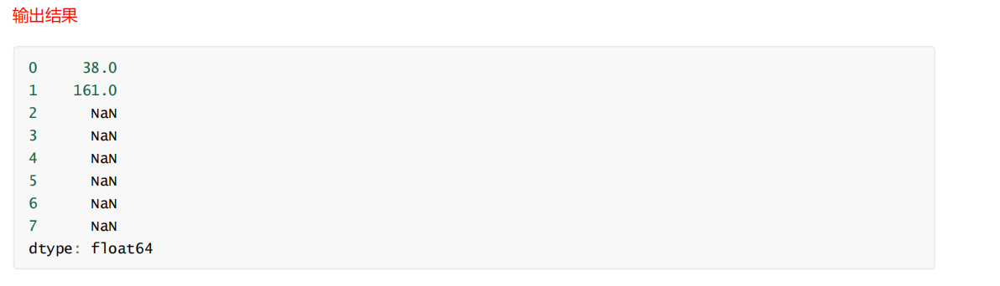 输出结果
0     38.0
1    161.0
2      NaN
3      NaN
4      NaN
5      NaN
6      NaN
7      NaN
dtype: float64